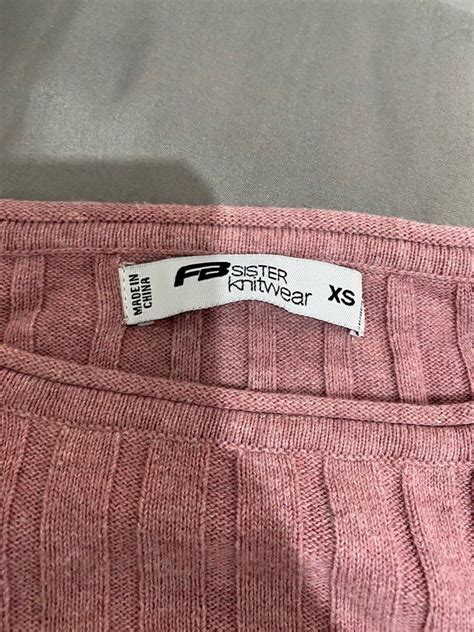 MADE IN
CHINA
FB SISTER
knitwear
XS